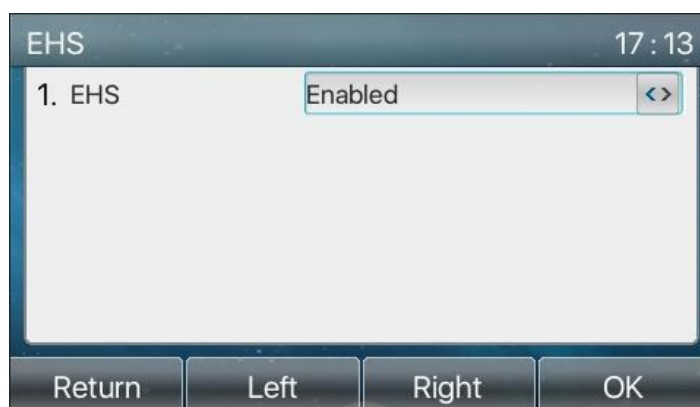 EHS 17:13
1. EHS Enabled <>
Return Left Right OK